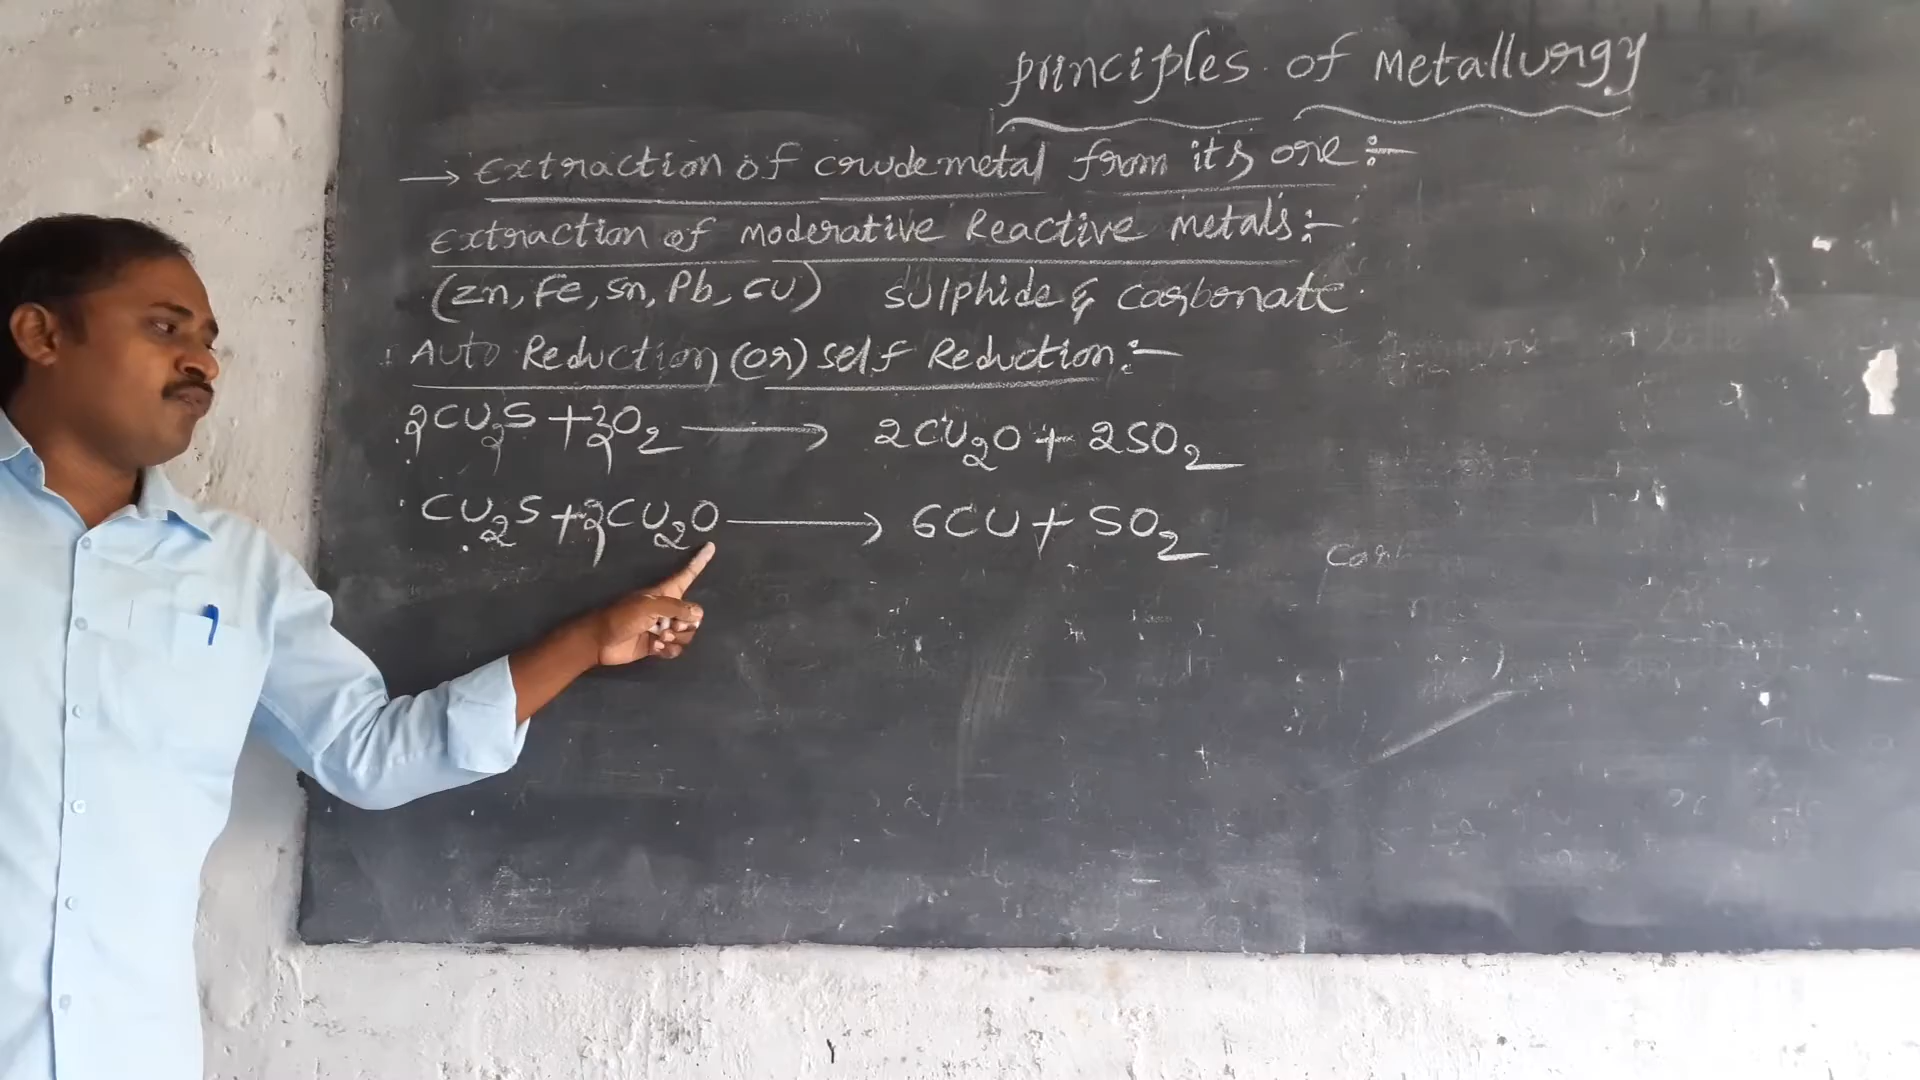 principles of Metallurgy
→ Extraction of crude metal from its ore :-
Extraction of Moderative Reactive metals :-
(Zn, Fe, Sn, Pb, Cu) Sulphide & Carbonate
Auto Reduction (or) self Reduction :-
2CU₂S + 3O₂ ⟶ 2CU₂O + 2SO₂
CU₂S + 2CU₂O ⟶ 6CU + SO₂